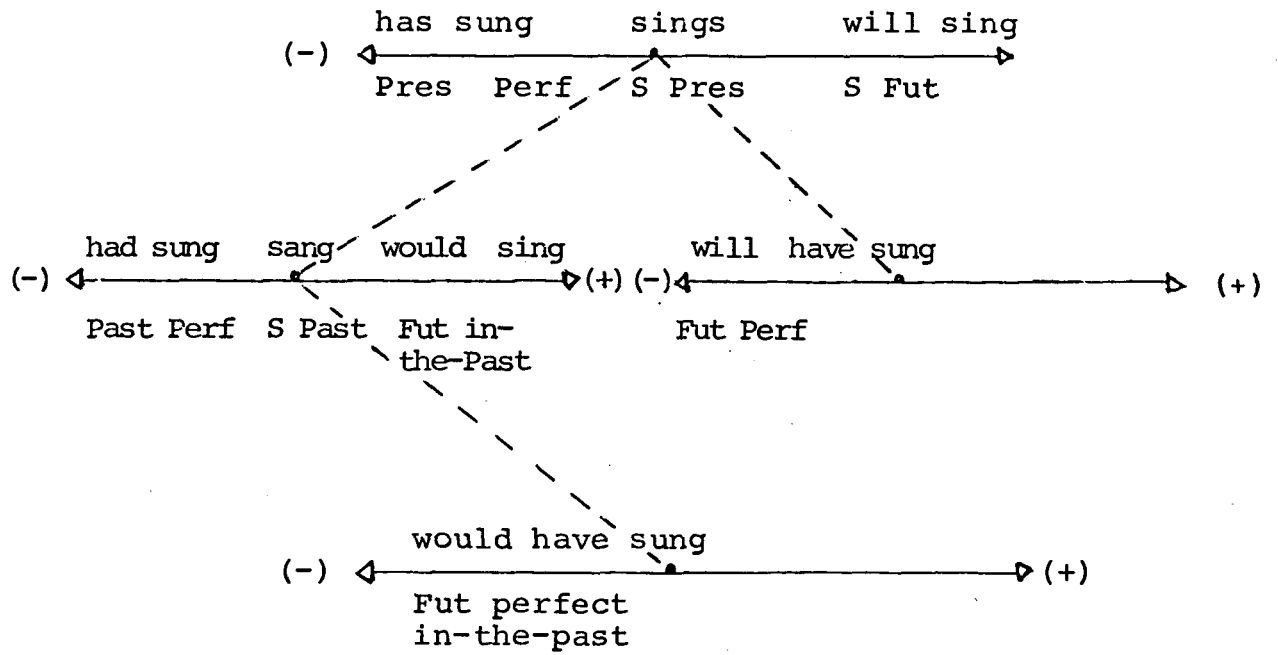 has sung sings will sing
(-)
Pres Perf S Pres S Fut
had sung sang would sing will have sung
(-) (+) (-) (+)
Past Perf S Past Fut in- Fut Perf
the-Past
would have sung
(-) (+)
Fut perfect
in-the-past